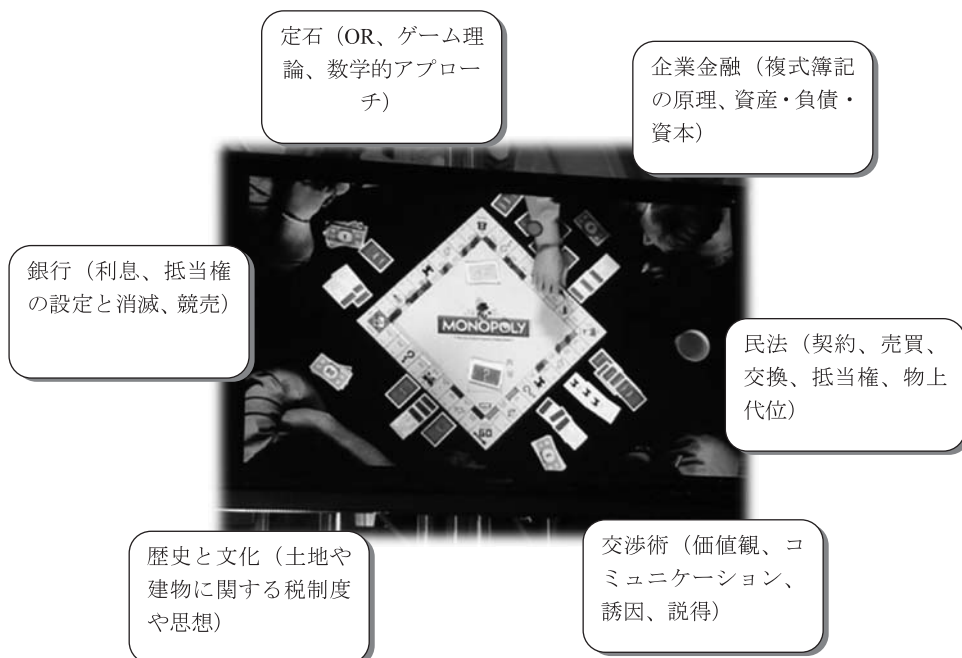 定石（OR、ゲーム理
論、数学的アプロー
チ）
企業金融（複式簿記
の原理、資産・負債・
資本）
銀行（利息、抵当権
の設定と消滅、競売）
MONOPOLY
GO
民法（契約、売買、
交換、抵当権、物上
代位）
歴史と文化（土地や
建物に関する税制度
や思想）
交渉術（価値観、コ
ミュニケーション、
誘因、説得）